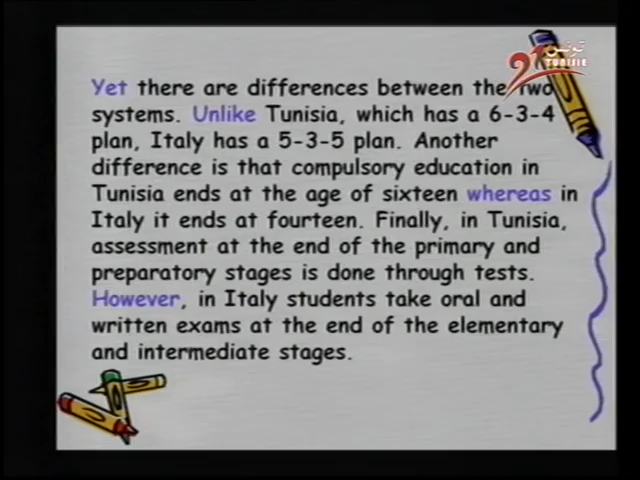 تونس
21
TUNISIE
Yet there are differences between the two
systems. Unlike Tunisia, which has a 6-3-4
plan, Italy has a 5-3-5 plan. Another
difference is that compulsory education in
Tunisia ends at the age of sixteen whereas in
Italy it ends at fourteen. Finally, in Tunisia,
assessment at the end of the primary and
preparatory stages is done through tests.
However, in Italy students take oral and
written exams at the end of the elementary
and intermediate stages.